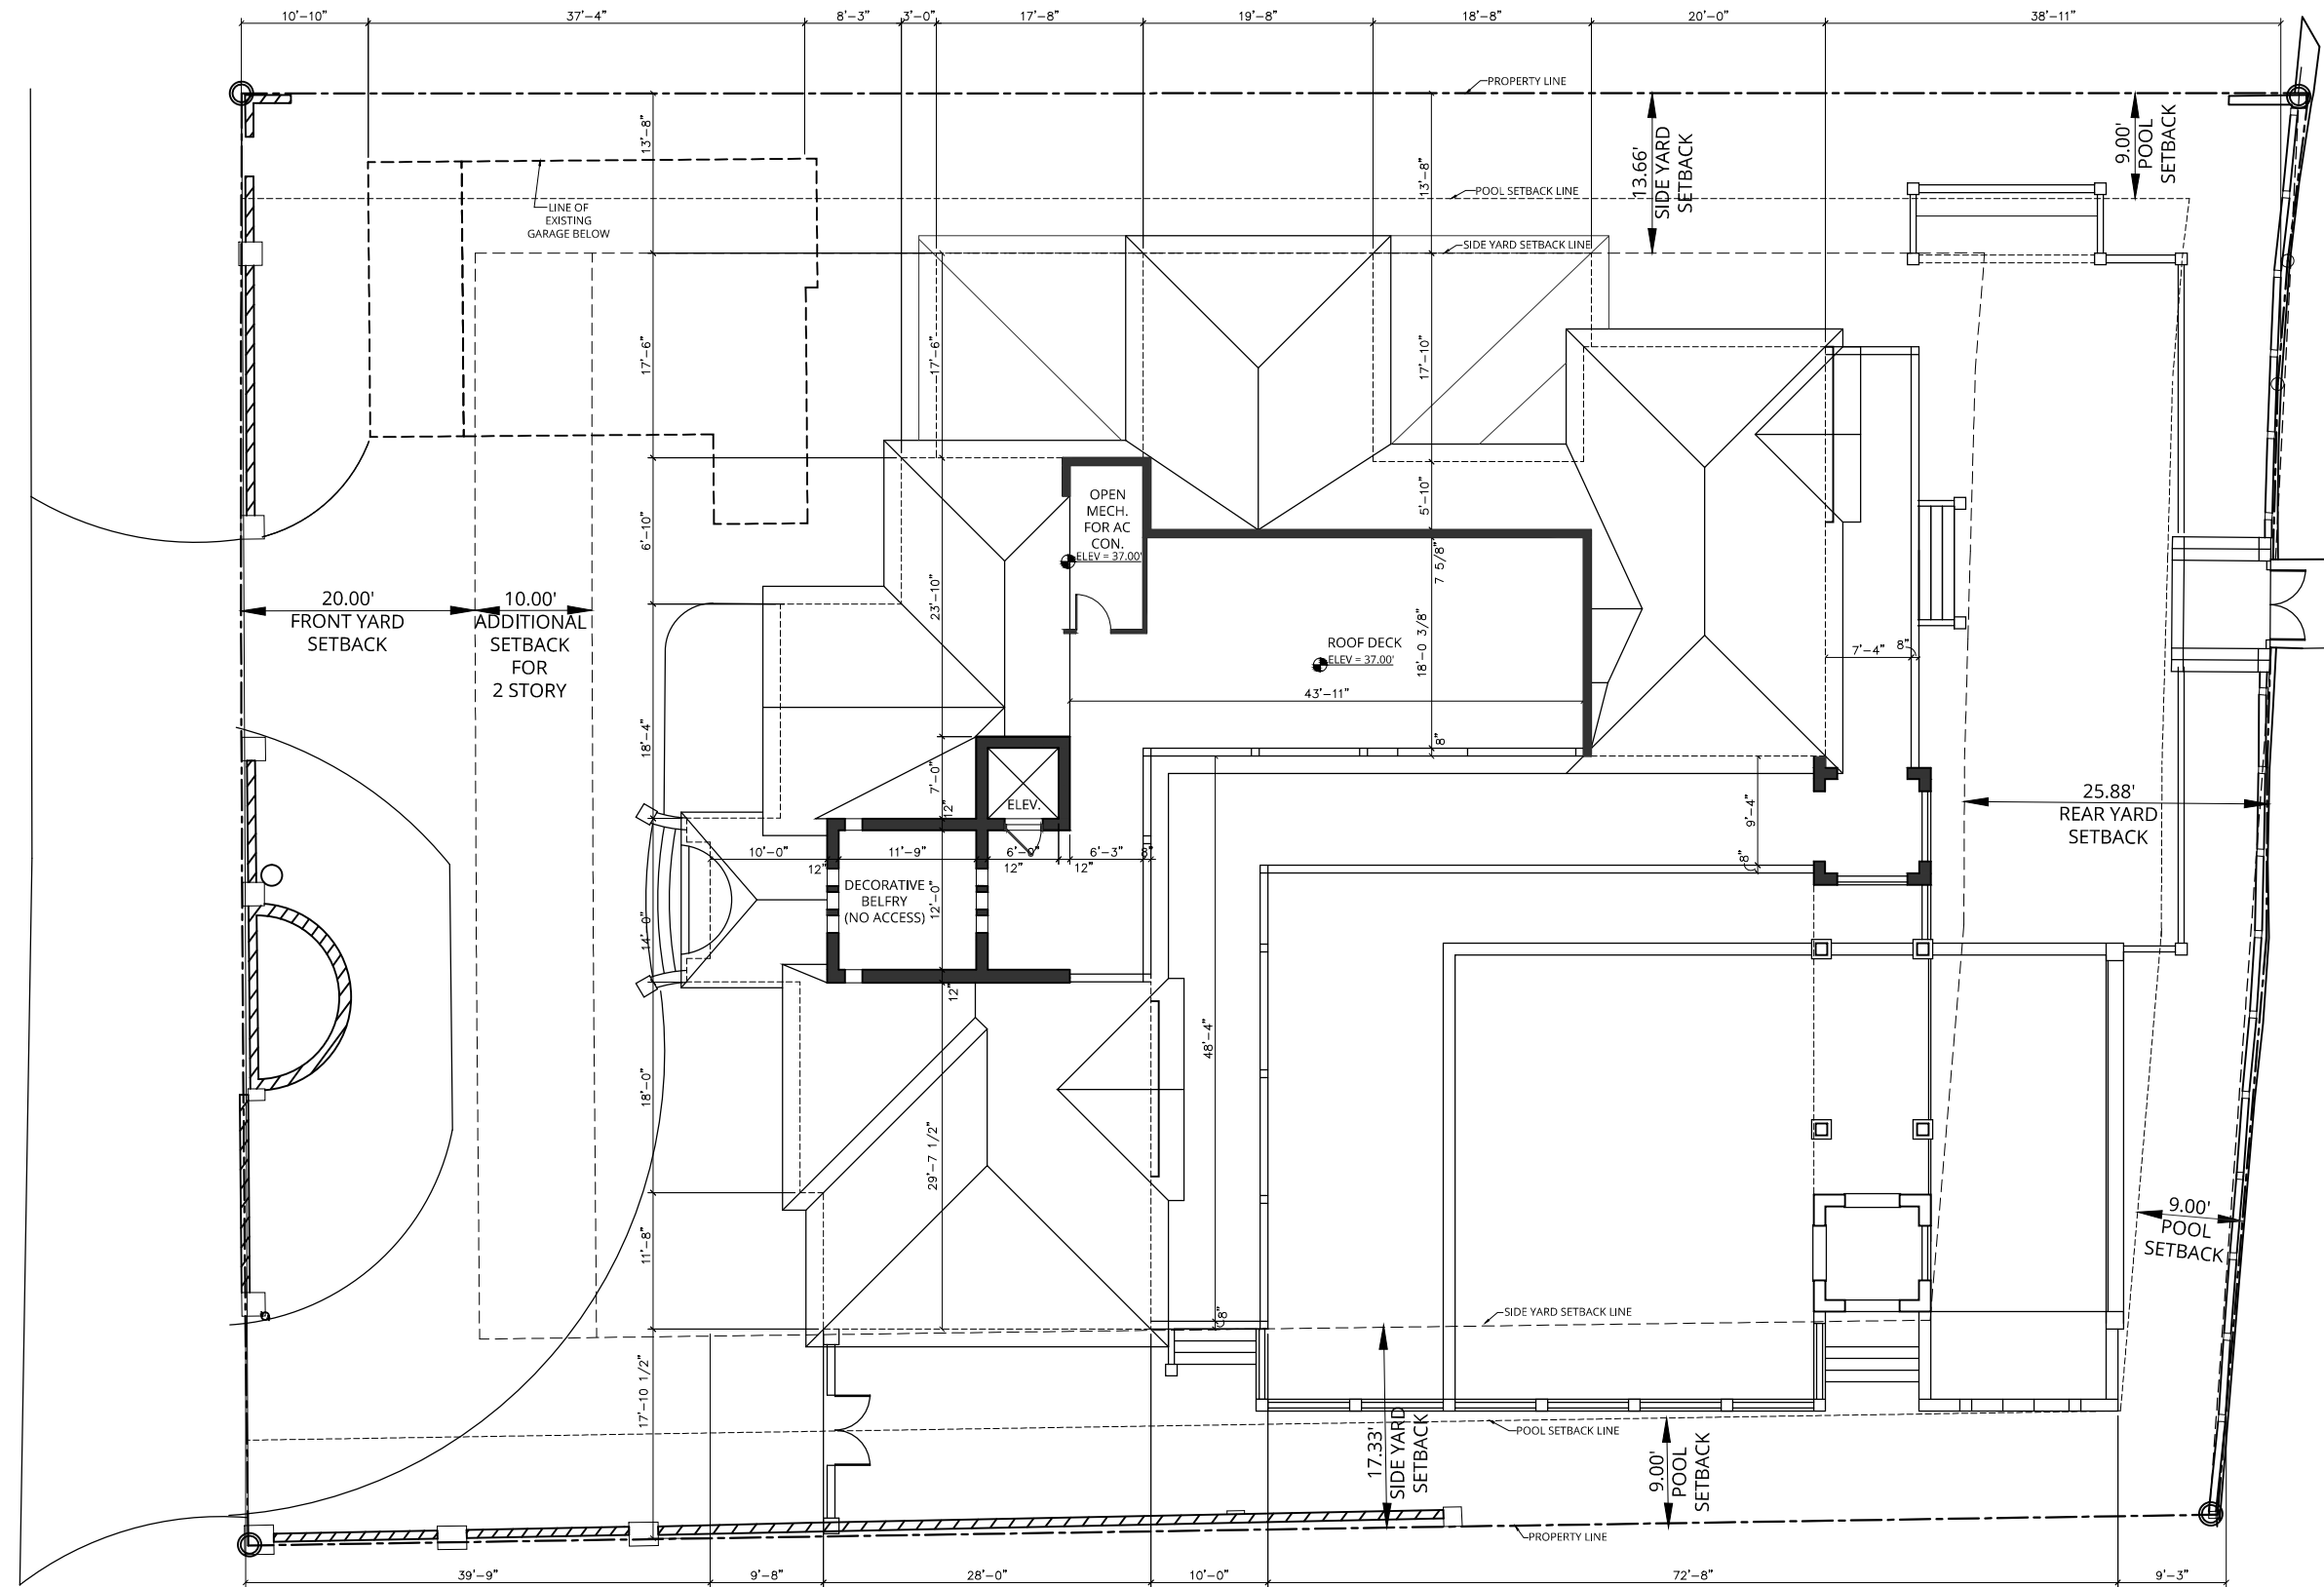 10'-10"
37'-4"
8'-3"
3'-0"
17'-8"
19'-8"
18'-8"
20'-0"
38'-11"
PROPERTY LINE
13'-8"
13'-8"
13.66'
SIDE YARD
SETBACK
9.00'
POOL
SETBACK
POOL SETBACK LINE
LINE OF
EXISTING
GARAGE BELOW
SIDE YARD SETBACK LINE
17'-6"
17'-6"
17'-10"
OPEN
MECH.
FOR AC
CON.
ELEV = 37.00'
5'-10"
6'-10"
7 5/8"
23'-10"
20.00'
FRONT YARD
SETBACK
10.00'
ADDITIONAL
SETBACK
FOR
2 STORY
ROOF DECK
ELEV = 37.00'
18'-0 3/8"
7'-4"
8"
43'-11"
18'-4"
8"
7'-0"
12"
ELEV.
9'-4"
8"
25.88'
REAR YARD
SETBACK
10'-0"
12"
11'-9"
6'-0"
12"
12"
6'-3"
8"
DECORATIVE
BELFRY
(NO ACCESS)
12'-0"
14'-0"
12"
48'-4"
18'-0"
29'-7 1/2"
9.00'
POOL
SETBACK
11'-8"
8"
SIDE YARD SETBACK LINE
17'-10 1/2"
17.33'
SIDE YARD
SETBACK
POOL SETBACK LINE
9.00'
POOL
SETBACK
PROPERTY LINE
39'-9"
9'-8"
28'-0"
10'-0"
72'-8"
9'-3"